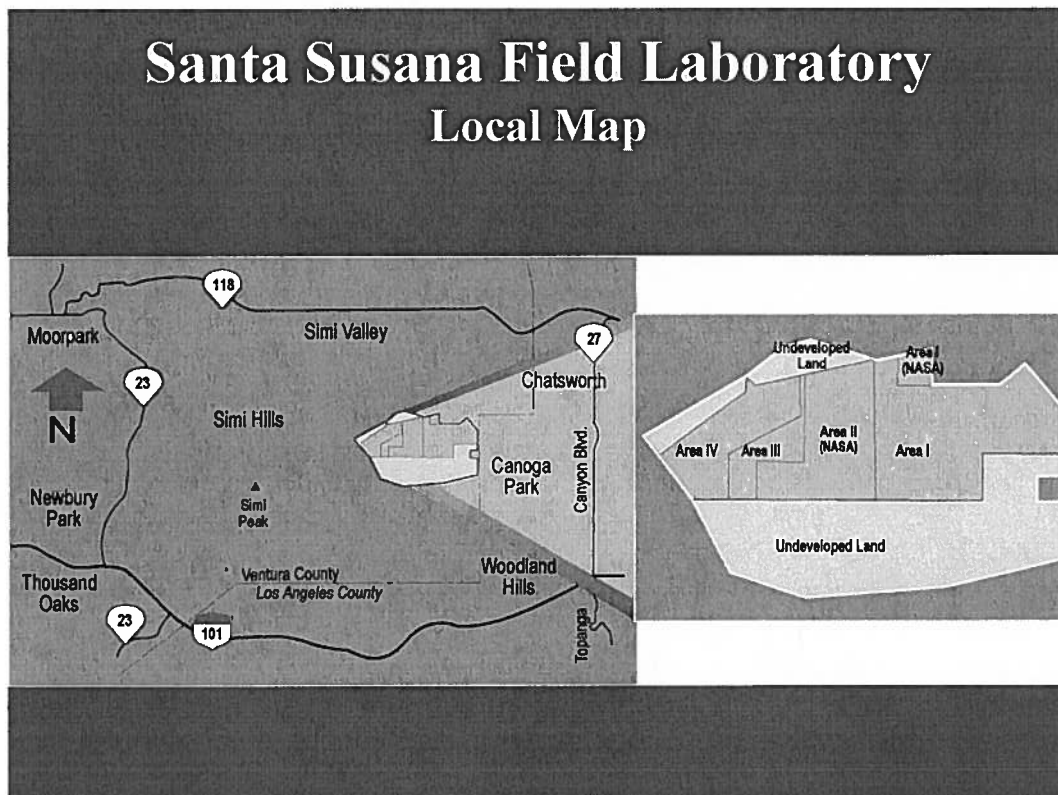 Santa Susana Field Laboratory
Local Map
118
Moorpark
Simi Valley
27
Chatsworth
23
N
Simi Hills
Canyon Blvd.
Canoga
Park
Newbury
Park
Simi
Peak
Thousand
Oaks
Ventura County
Los Angeles County
Woodland
Hills
23
101
Topanga
Undeveloped
Land
Area I
(NASA)
Area IV
Area III
Area II
(NASA)
Area I
Undeveloped Land